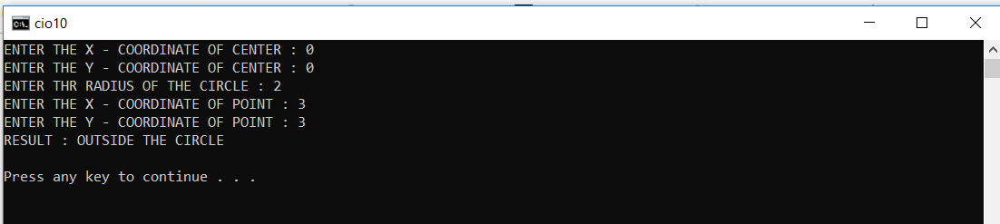 cio10
ENTER THE X - COORDINATE OF CENTER : 0
ENTER THE Y - COORDINATE OF CENTER : 0
ENTER THR RADIUS OF THE CIRCLE : 2
ENTER THE X - COORDINATE OF POINT : 3
ENTER THE Y - COORDINATE OF POINT : 3
RESULT : OUTSIDE THE CIRCLE
Press any key to continue . . .